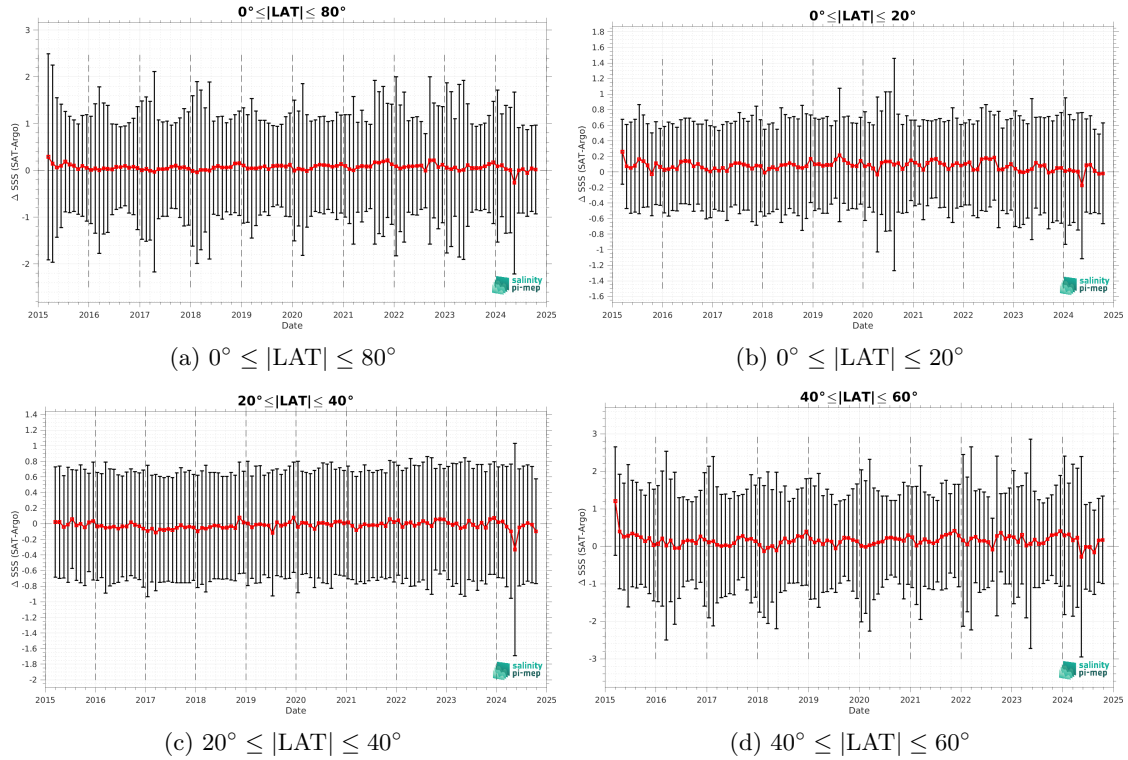 0°≤|LAT|≤ 80°
3
2
1
0
-1
-2
Δ SSS (SAT-Argo)
2015 2016 2017 2018 2019 2020 2021 2022 2023 2024 2025
Date
salinity
pi-mep
(a) 0° ≤ |LAT| ≤ 80°
0°≤|LAT|≤ 20°
1.8
1.6
1.4
1.2
1
0.8
0.6
0.4
0.2
0
-0.2
-0.4
-0.6
-0.8
-1
-1.2
-1.4
-1.6
Δ SSS (SAT-Argo)
2015 2016 2017 2018 2019 2020 2021 2022 2023 2024 2025
Date
salinity
pi-mep
(b) 0° ≤ |LAT| ≤ 20°
20°≤|LAT|≤ 40°
1.4
1.2
1
0.8
0.6
0.4
0.2
0
-0.2
-0.4
-0.6
-0.8
-1
-1.2
-1.4
-1.6
-1.8
-2
Δ SSS (SAT-Argo)
2015 2016 2017 2018 2019 2020 2021 2022 2023 2024 2025
Date
salinity
pi-mep
(c) 20° ≤ |LAT| ≤ 40°
40°≤|LAT|≤ 60°
3
2
1
0
-1
-2
-3
Δ SSS (SAT-Argo)
2015 2016 2017 2018 2019 2020 2021 2022 2023 2024 2025
Date
salinity
pi-mep
(d) 40° ≤ |LAT| ≤ 60°